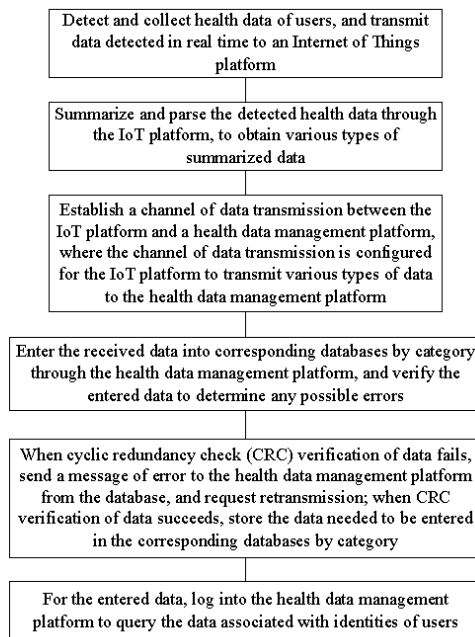 Detect and collect health data of users, and transmit
data detected in real time to an Internet of Things
platform
Summarize and parse the detected health data through
the IoT platform, to obtain various types of
summarized data
Establish a channel of data transmission between the
IoT platform and a health data management platform,
where the channel of data transmission is configured
for the IoT platform to transmit various types of data
to the health data management platform
Enter the received data into corresponding databases by category
through the health data management platform, and verify the
entered data to determine any possible errors
When cyclic redundancy check (CRC) verification of data fails,
send a message of error to the health data management platform
from the database, and request retransmission; when CRC
verification of data succeeds, store the data needed to be entered
in the corresponding databases by category
For the entered data, log into the health data management
platform to query the data associated with identities of users